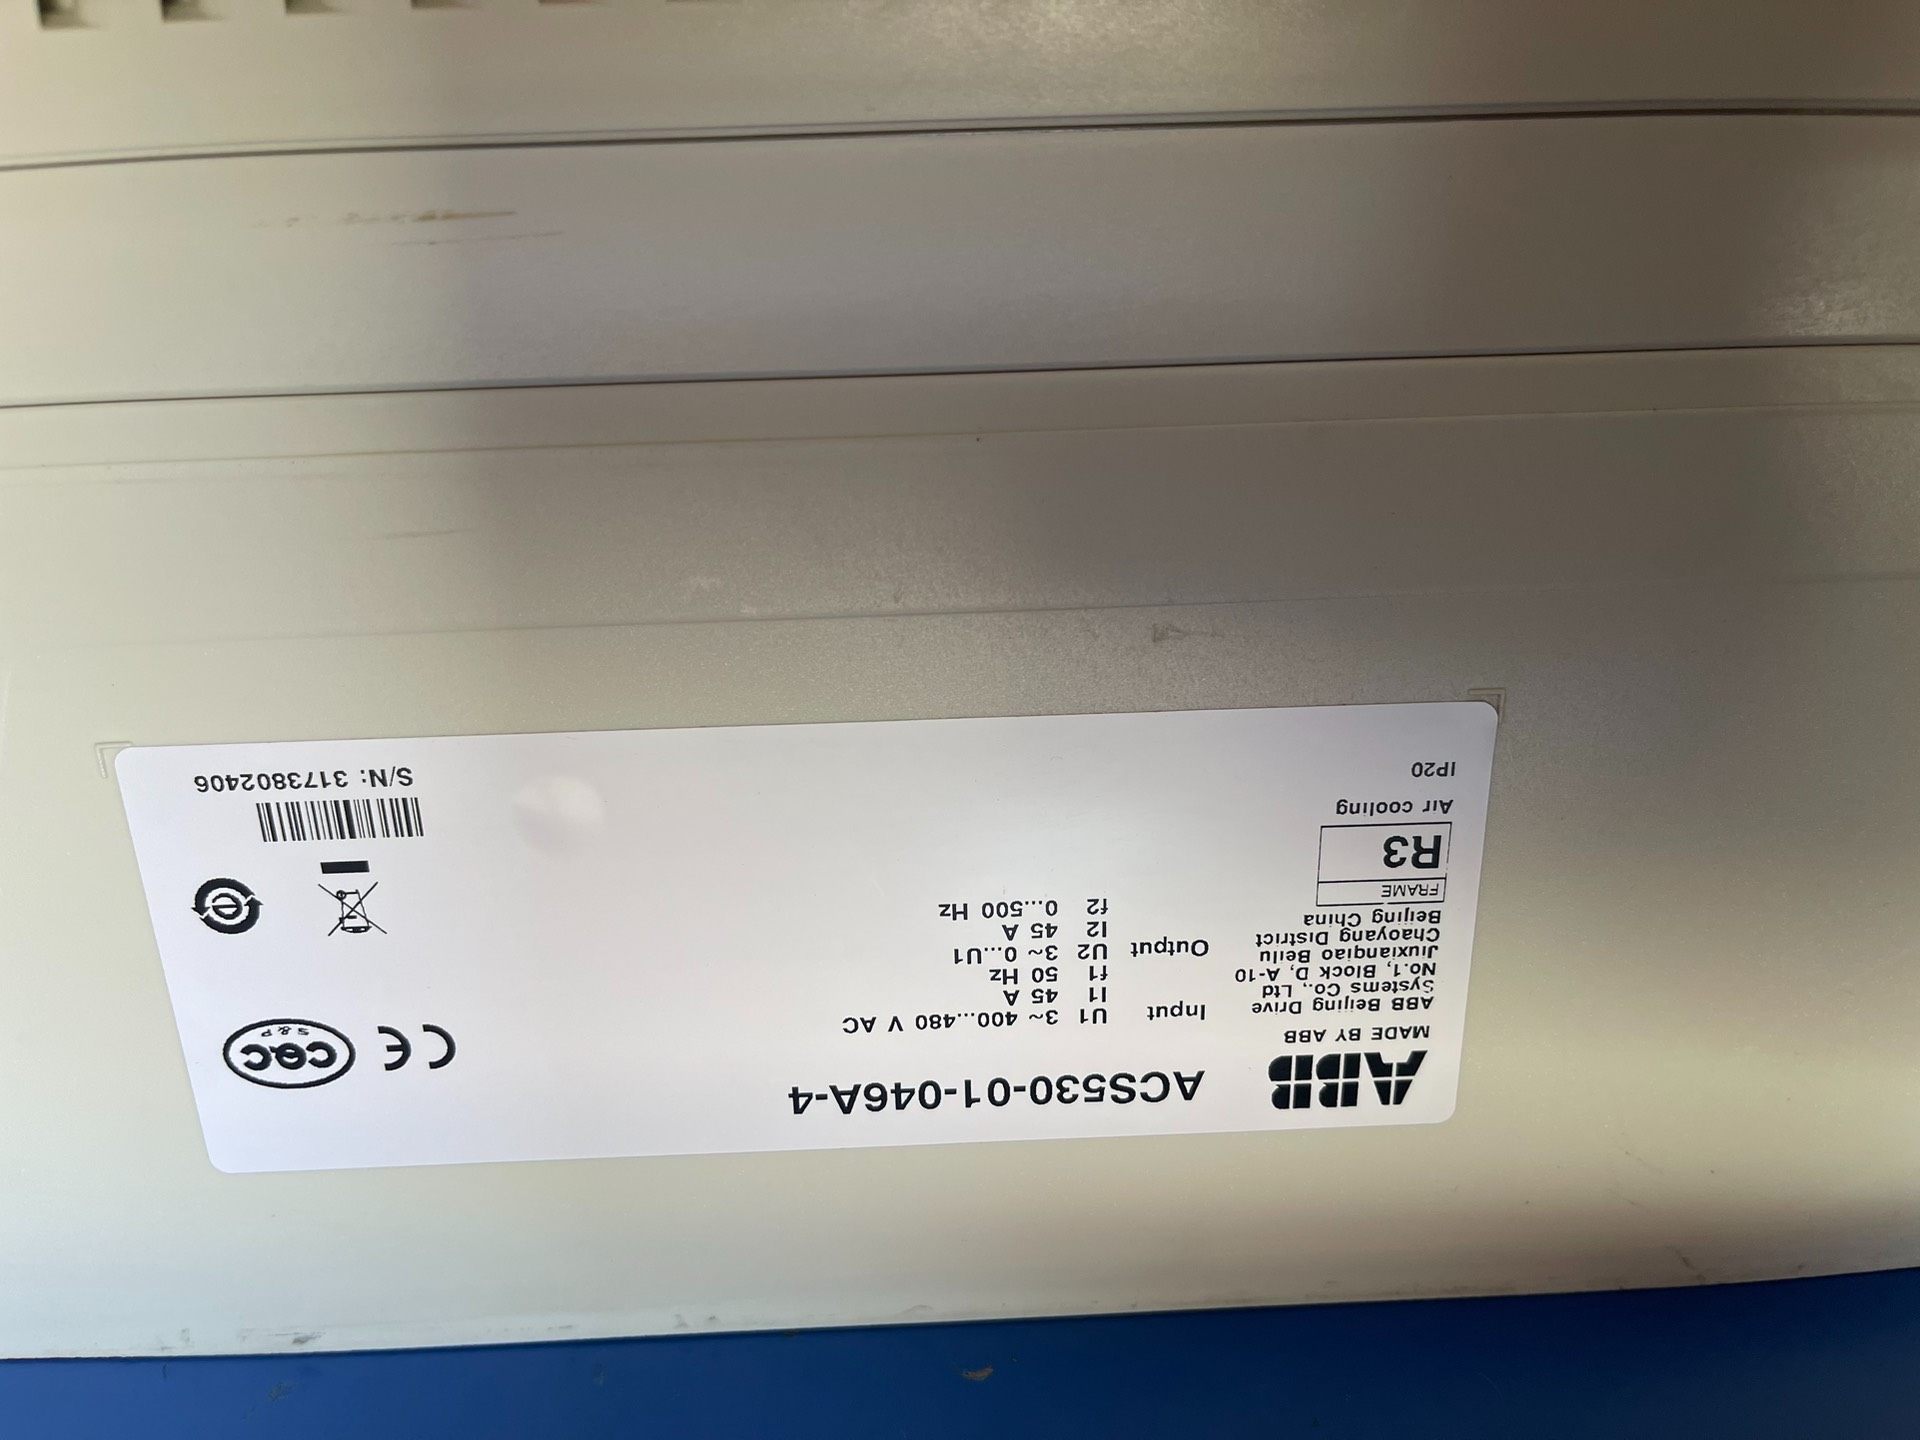 ABB
MADE BY ABB
ABB Beijing Drive
Systems Co., Ltd
No.1, Block D, A-10
Jiuxianqiao Beilu
Chaoyang District
Beijing China
FRAME
R3
Air cooling
IP20
ACS530-01-046A-4
Input U1 3~ 400...480 V AC
I1 45 A
f1 50 Hz
Output U2 3~ 0...U1
I2 45 A
f2 0...500 Hz
CE
CQC
S&P
e
S/N: 3173802406